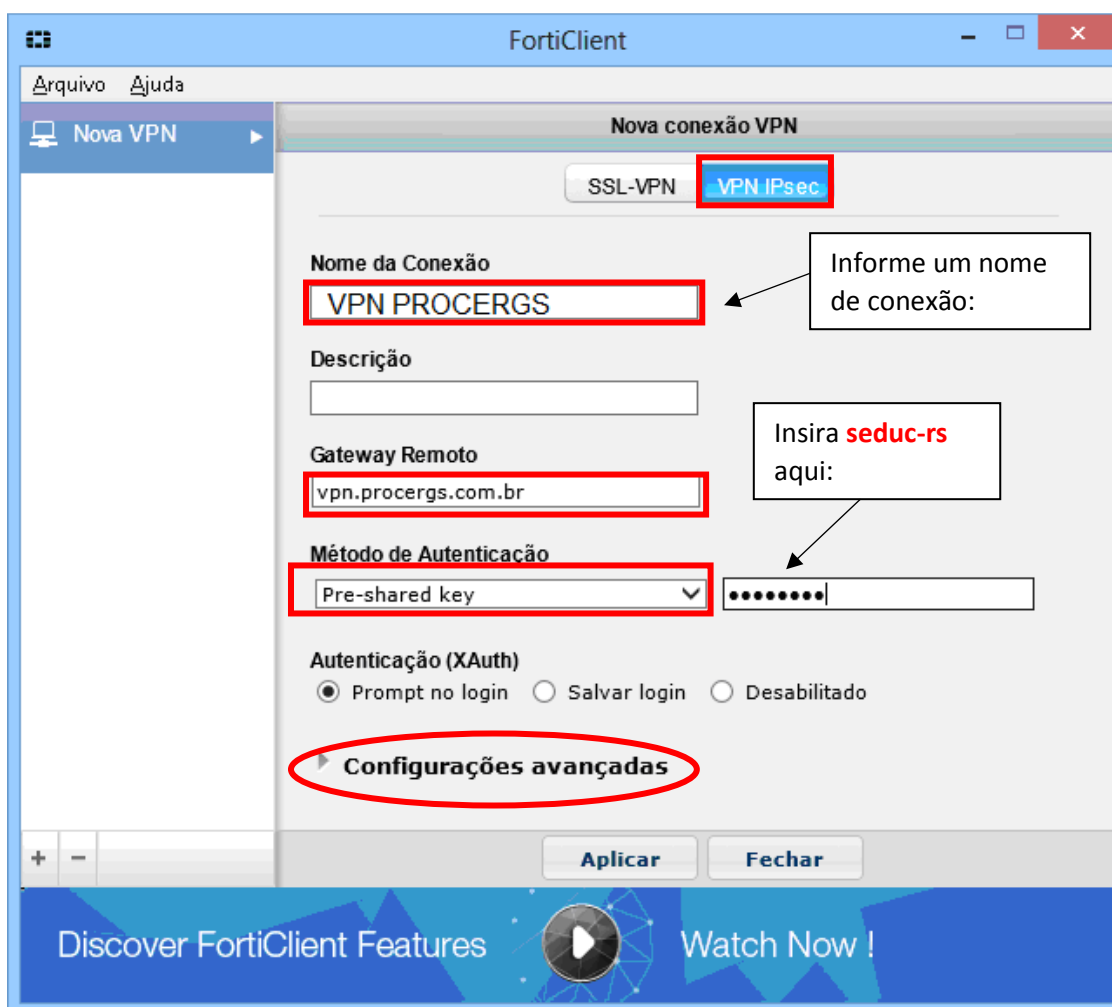 FortiClient
Arquivo Ajuda
Nova VPN
Nova conexão VPN
SSL-VPN VPN IPsec
Nome da Conexão
VPN PROCERGS
Informe um nome
de conexão:
Descrição
Insira seduc-rs
aqui:
Gateway Remoto
vpn.procergs.com.br
Método de Autenticação
Pre-shared key ••••••••
Autenticação (XAuth)
Prompt no login Salvar login Desabilitado
Configurações avançadas
+ −
Aplicar Fechar
Discover FortiClient Features Watch Now !